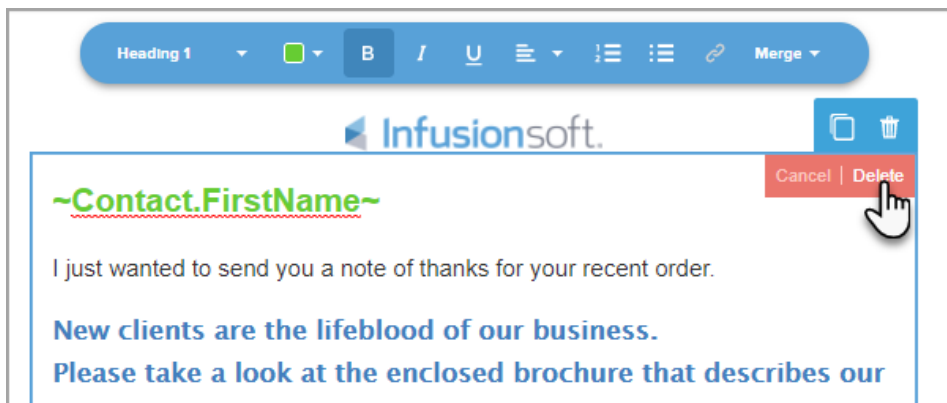 Heading 1 B I U Merge
Infusionsoft.
Cancel | Delete
~Contact.FirstName~
I just wanted to send you a note of thanks for your recent order.
New clients are the lifeblood of our business.
Please take a look at the enclosed brochure that describes our